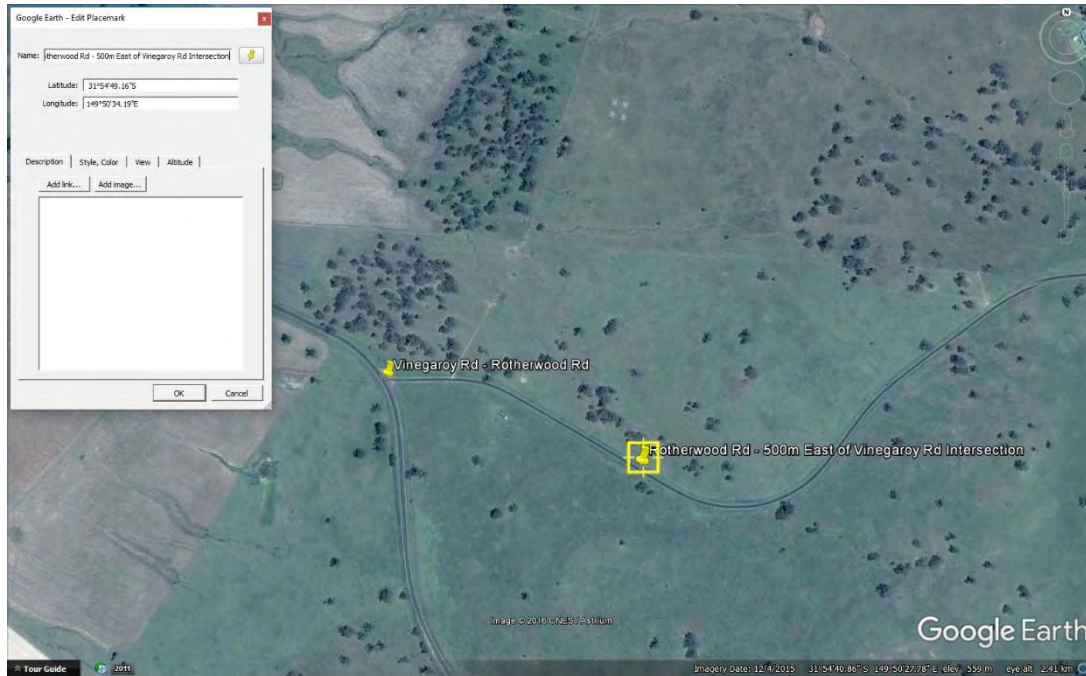 Google Earth - Edit Placemark
x
Name: otherwood Rd - 500m East of Vinegaroy Rd Intersection
Latitude: 31°54'49.16"S
Longitude: 149°50'34.19"E
Description Style, Color View Altitude
Add link... Add image...
OK Cancel
N
Vinegaroy Rd - Rotherwood Rd
Rotherwood Rd - 500m East of Vinegaroy Rd Intersection
Image © 2016 CNES / Astrium
Google Earth
Tour Guide 2011
Imagery Date: 12/4/2015 31°54'40.86" S 149°50'27.78" E elev 559 m eye alt 2.41 km